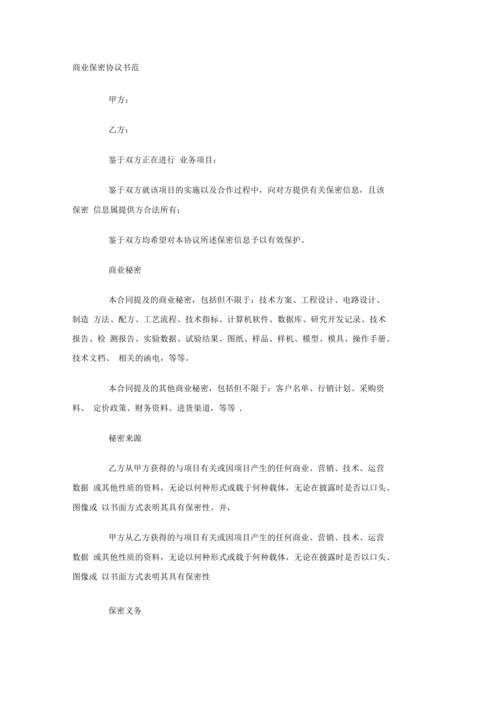 商业保密协议书范
甲方：
乙方：
鉴于双方正在进行 业务项目；
鉴于双方就该项目的实施以及合作过程中，向对方提供有关保密信息，且该
保密 信息属提供方合法所有；
鉴于双方均希望对本协议所述保密信息予以有效保护。
商业秘密
本合同提及的商业秘密，包括但不限于：技术方案、工程设计、电路设计、
制造 方法、配方、工艺流程、技术指标、计算机软件、数据库、研究开发记录、技术
报告、检 测报告、实验数据、试验结果、图纸、样品、样机、模型、模具、操作手册、
技术文档、 相关的函电，等等。
本合同提及的其他商业秘密，包括但不限于：客户名单、行销计划、采购资
料、 定价政策、财务资料、进货渠道，等等 .
秘密来源
乙方从甲方获得的与项目有关或因项目产生的任何商业、营销、技术、运营
数据 或其他性质的资料，无论以何种形式或载于何种载体，无论在披露时是否以口头、
图像或 以书面方式表明其具有保密性。并，
甲方从乙方获得的与项目有关或因项目产生的任何商业、营销、技术、运营
数据 或其他性质的资料，无论以何种形式或载于何种载体，无论在披露时是否以口头、
图像或 以书面方式表明其具有保密性
保密义务